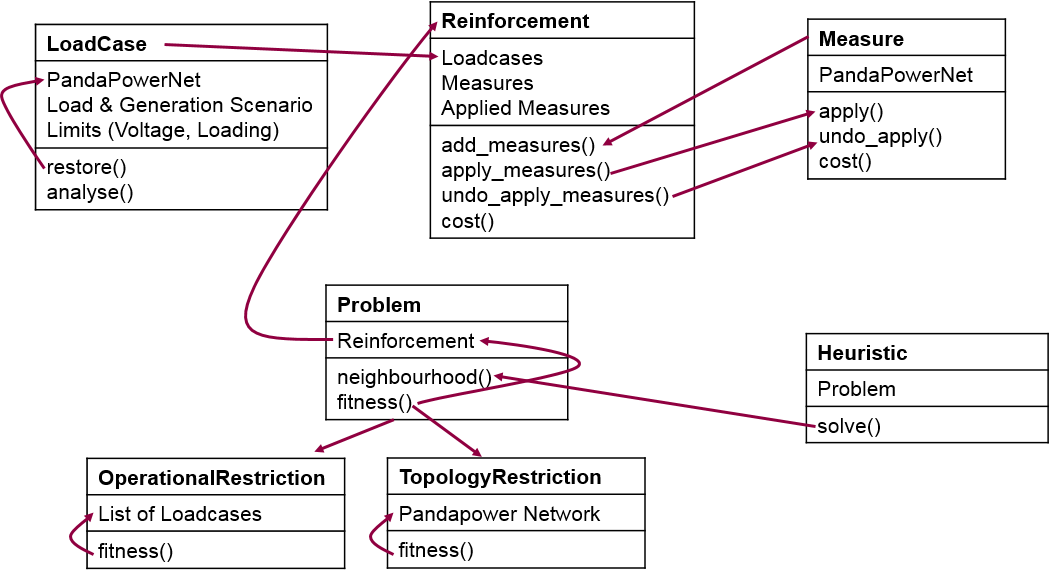 LoadCase
PandaPowerNet
Load & Generation Scenario
Limits (Voltage, Loading)
restore()
analyse()
Reinforcement
Loadcases
Measures
Applied Measures
add_measures()
apply_measures()
undo_apply_measures()
cost()
Measure
PandaPowerNet
apply()
undo_apply()
cost()
Problem
Reinforcement
neighbourhood()
fitness()
Heuristic
Problem
solve()
OperationalRestriction
List of Loadcases
fitness()
TopologyRestriction
Pandapower Network
fitness()